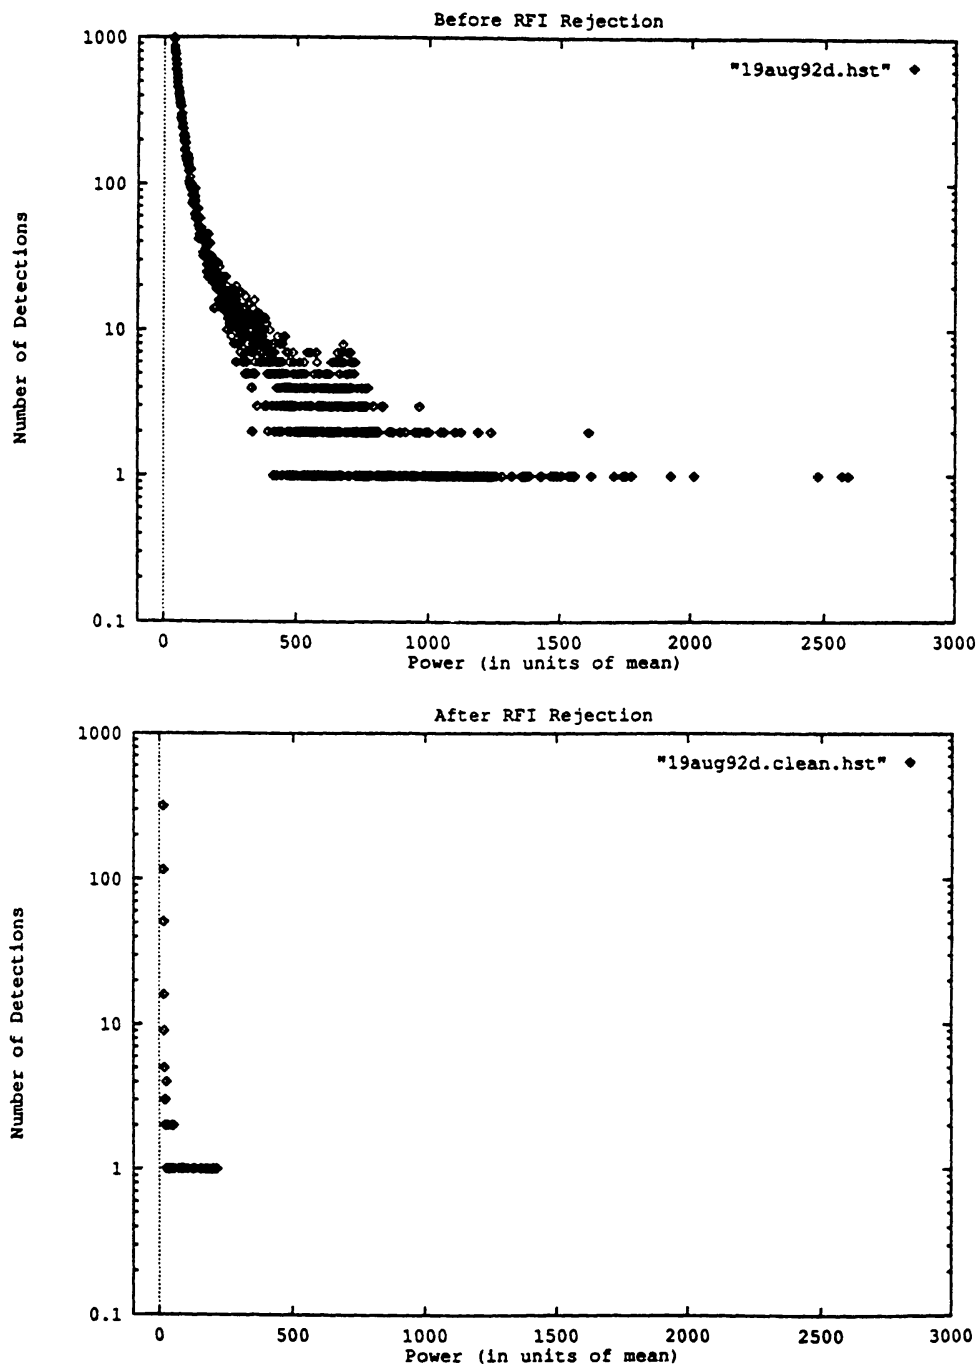 Before RFI Rejection
"19aug92d.hst"
1000
100
10
1
0.1
Number of Detections
0 500 1000 1500 2000 2500 3000
Power (in units of mean)
After RFI Rejection
"19aug92d.clean.hst"
1000
100
10
1
0.1
Number of Detections
0 500 1000 1500 2000 2500 3000
Power (in units of mean)